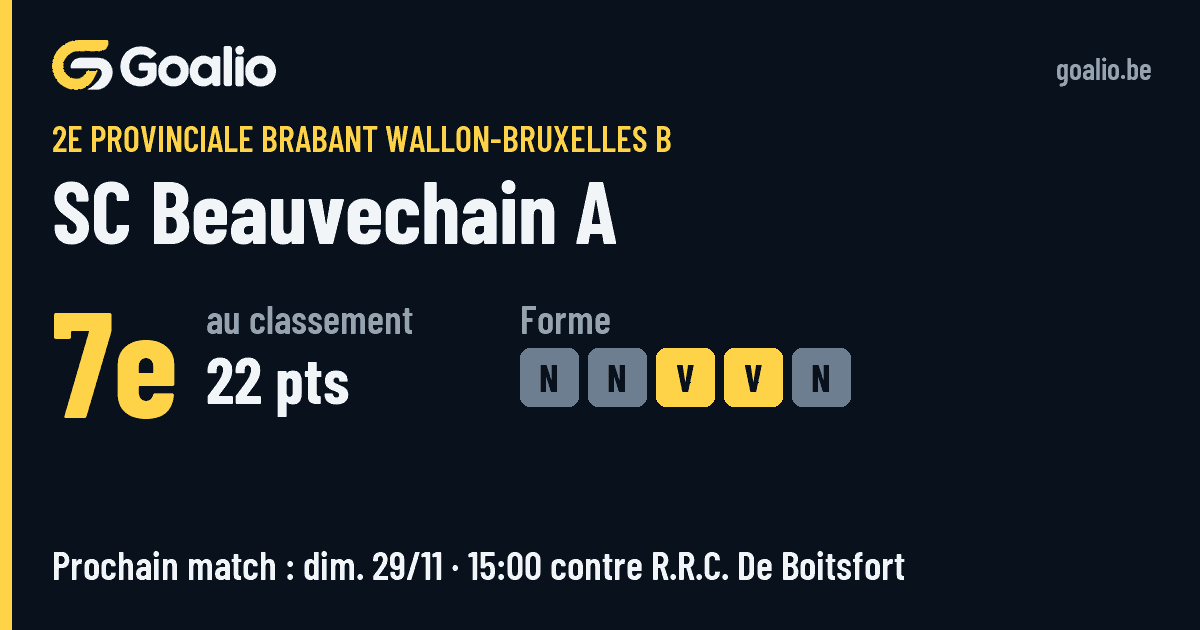 Goalio
goalio.be
2E PROVINCIALE BRABANT WALLON-BRUXELLES B
SC Beauvechain A
7e
au classement
22 pts
Forme
N N V V N
Prochain match : dim. 29/11 · 15:00 contre R.R.C. De Boitsfort